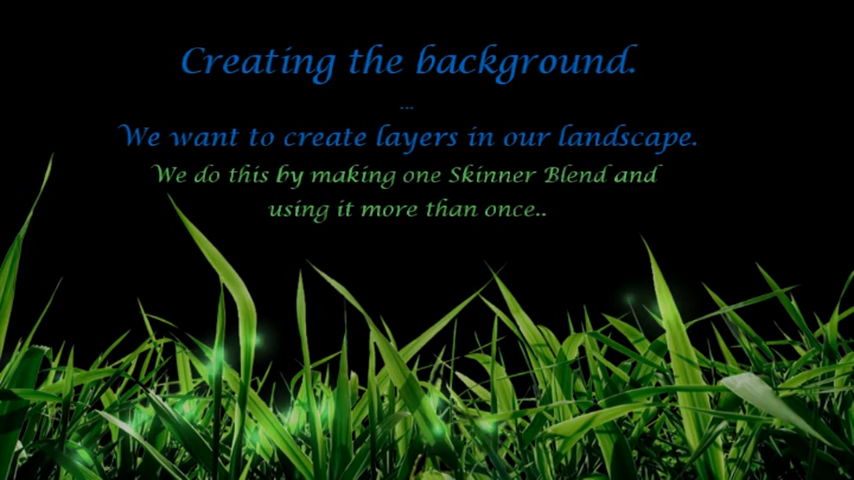 Creating the background.
...
We want to create layers in our landscape.
We do this by making one Skinner Blend and
using it more than once..